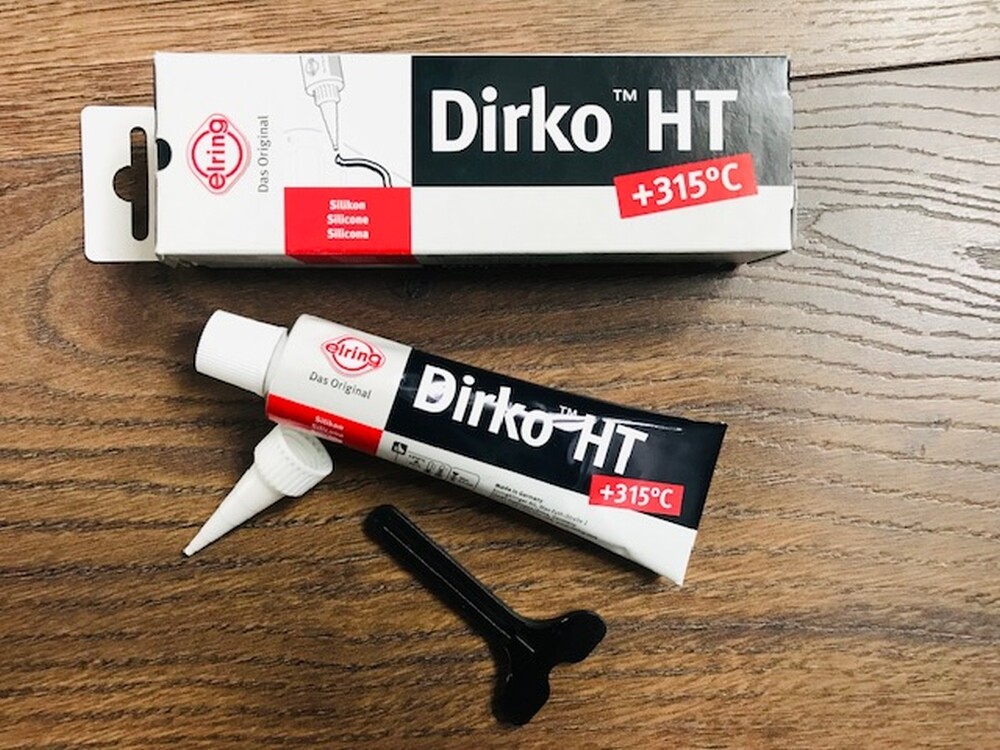 elring
Das Original
Silikon
Silicone
Silicona
Dirko™ HT
+315°C
elring
Das Original
Silikon
Silicone
Dirko™ HT
+315°C
Made in Germany